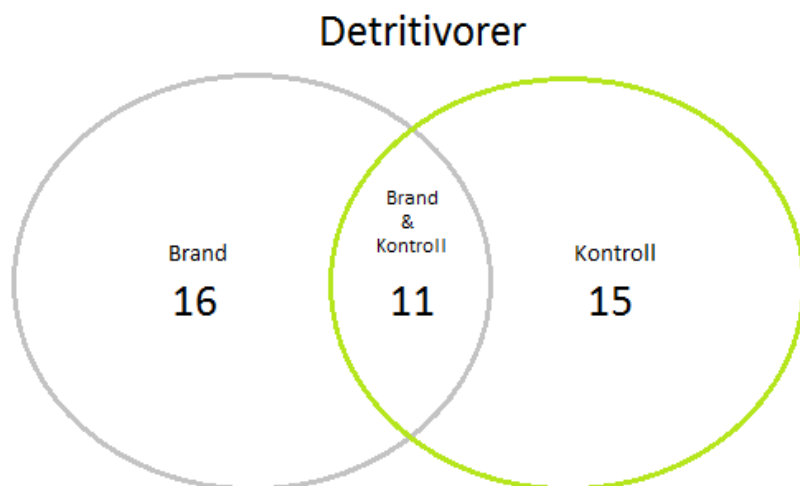 Detritivorer
Brand
16
Brand
&
Kontroll
11
Kontroll
15